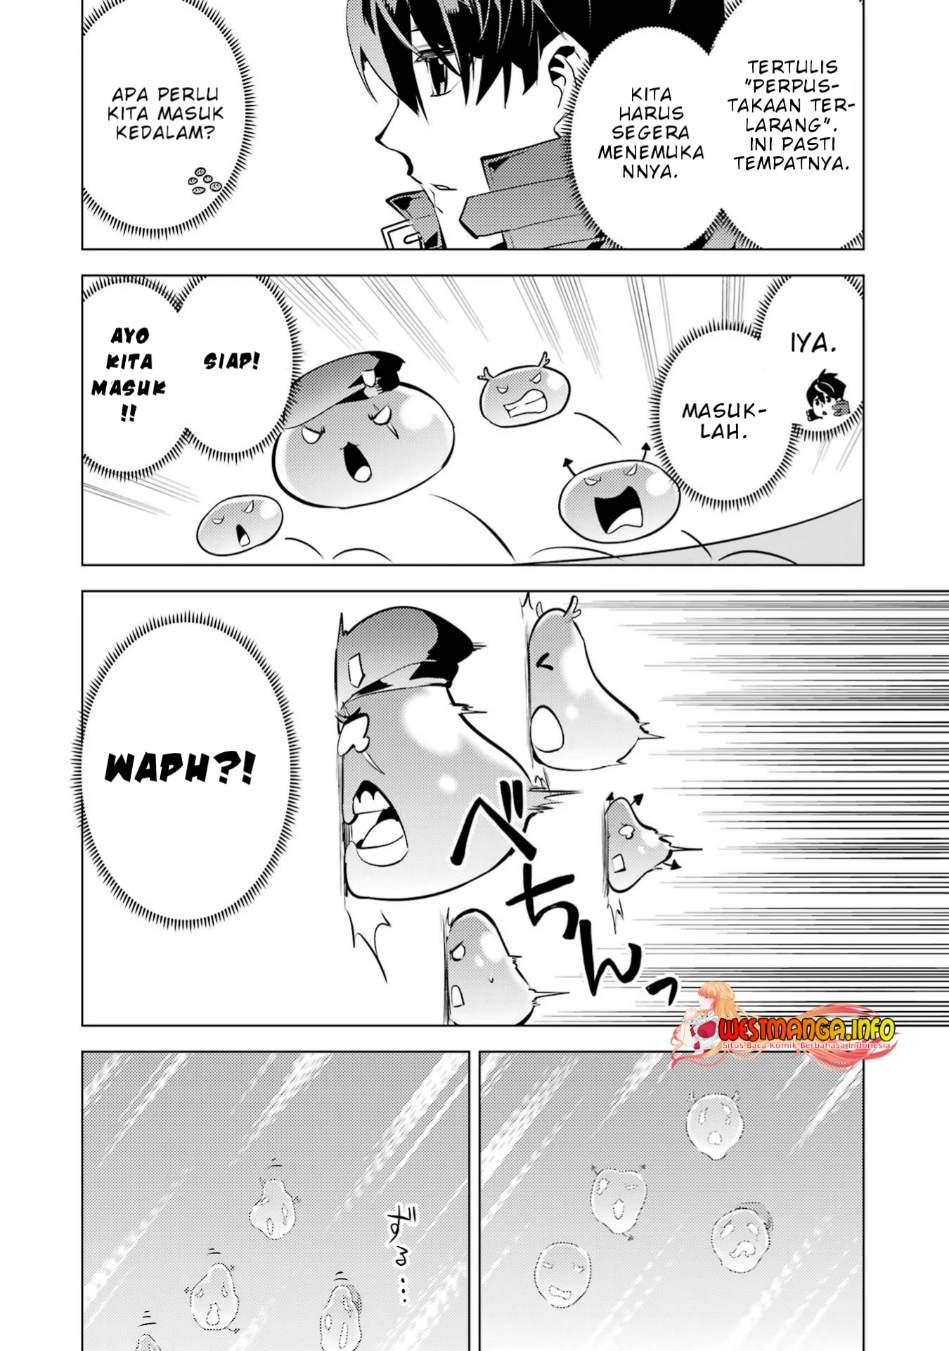 TERTULIS
"PERPUS-
TAKAAN TER-
LARANG".
INI PASTI
TEMPATNYA.
KITA
HARUS
SEGERA
MENEMUKA
NNYA.
APA PERLU
KITA MASUK
KEDALAM?
IYA.
MASUK-
LAH.
SIAP!
AYO
KITA
MASUK
!!
WAPH?!
べちんっ
WESTMANGA.INFO
Situs Baca Komik Berbahasa Indonesia
ずる...